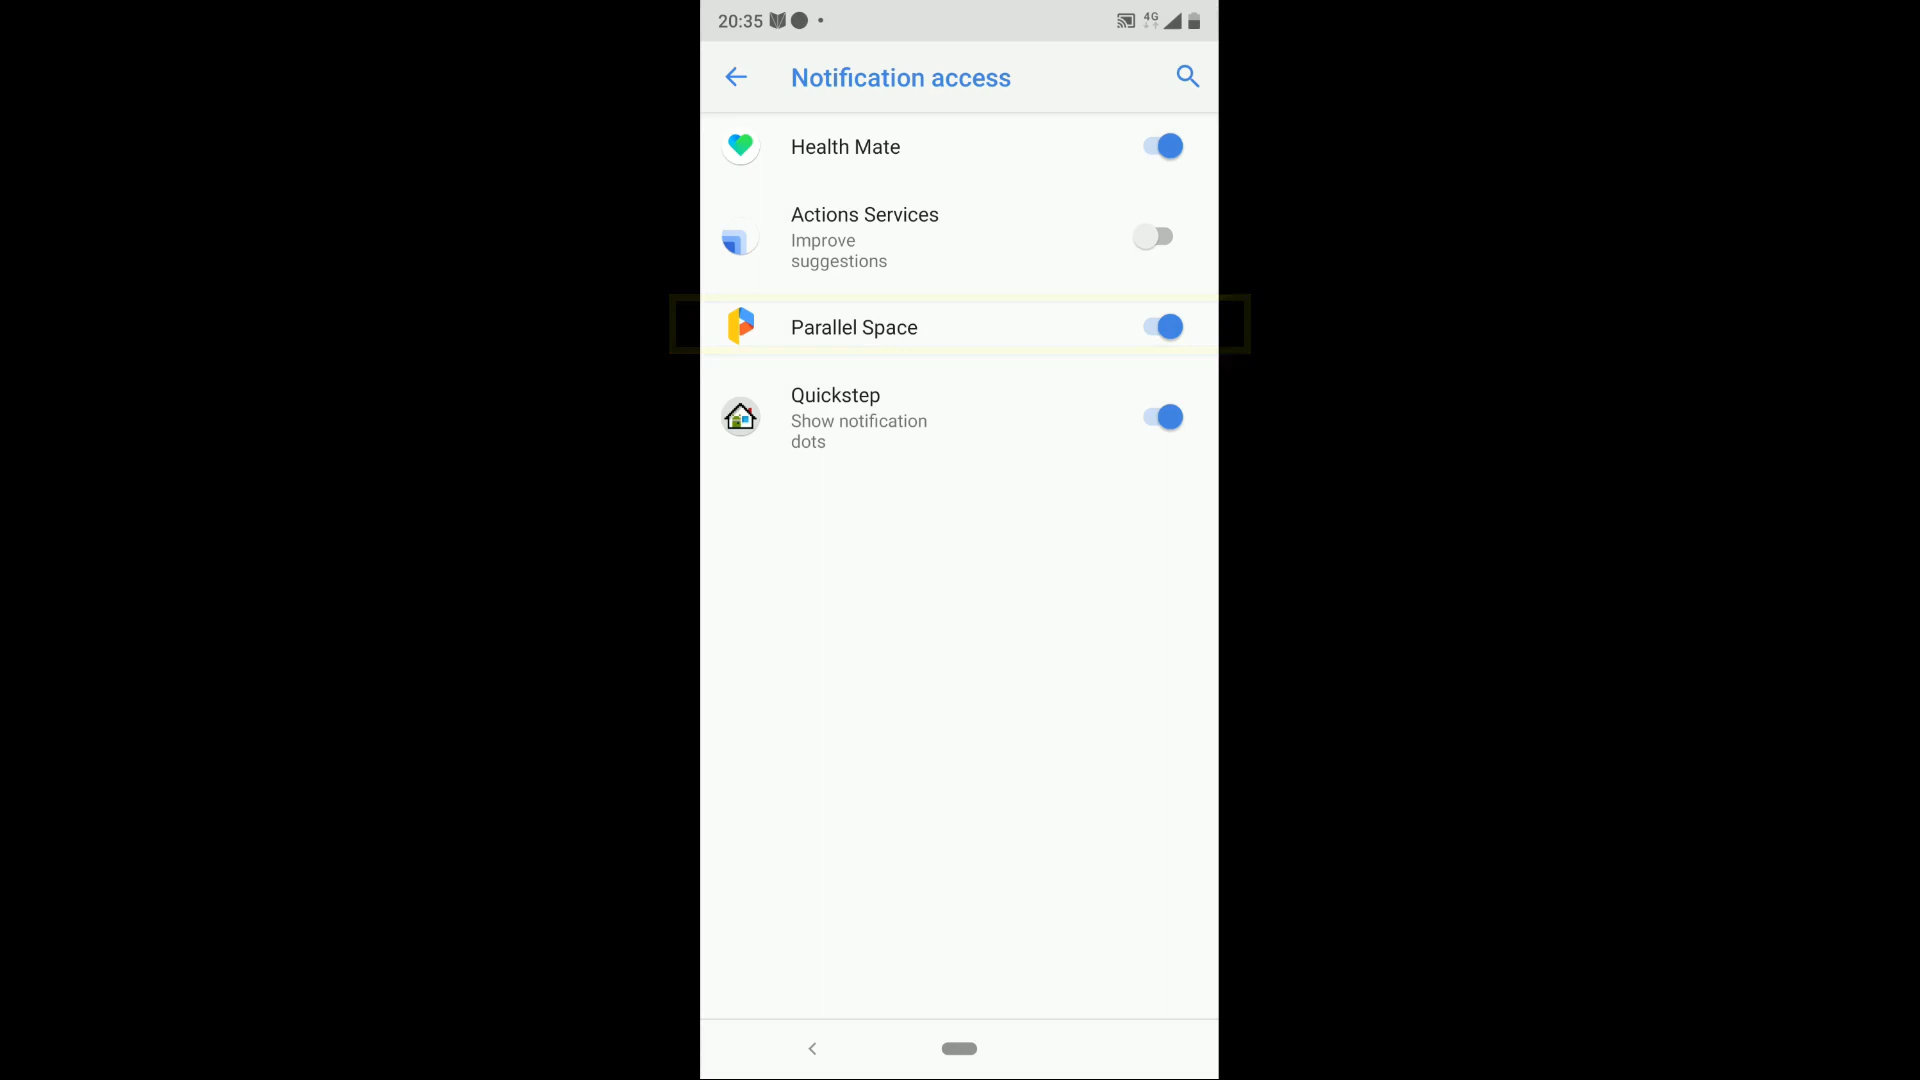 20:35
4G
Notification access
Health Mate
Actions Services
Improve
suggestions
Parallel Space
Quickstep
Show notification
dots